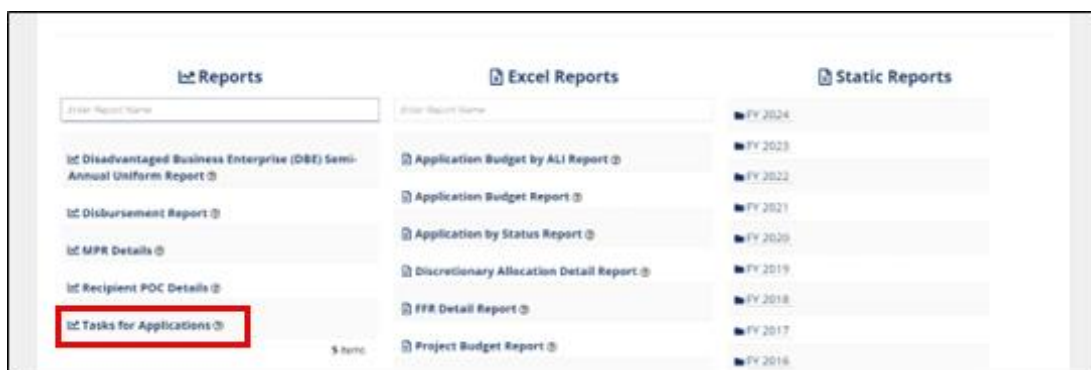 Reports
Enter Report Name
Disadvantaged Business Enterprise (DBE) Semi-
Annual Uniform Report
Disbursement Report
MPR Details
Recipient POC Details
Tasks for Applications
5 items
Excel Reports
Enter Report Name
Application Budget by ALI Report
Application Budget Report
Application by Status Report
Discretionary Allocation Detail Report
FFR Detail Report
Project Budget Report
Static Reports
FY 2024
FY 2023
FY 2022
FY 2021
FY 2020
FY 2019
FY 2018
FY 2017
FY 2016